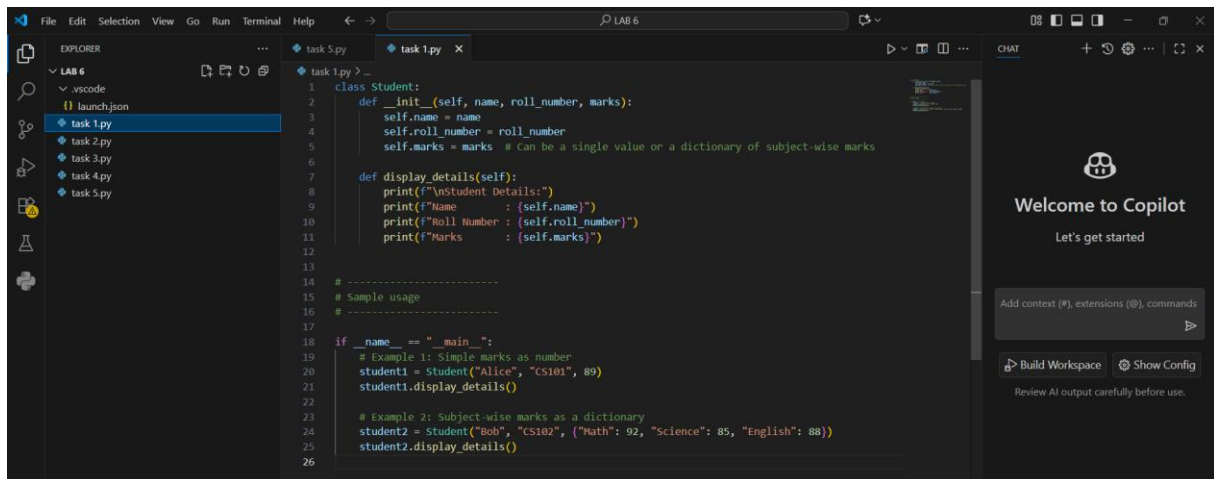 File Edit Selection View Go Run Terminal Help
LAB 6
EXPLORER
LAB 6
.vscode
{} launch.json
task 1.py
task 2.py
task 3.py
task 4.py
task 5.py
task 5.py
task 1.py
task 1.py > ...
1 class Student:
2     def __init__(self, name, roll_number, marks):
3         self.name = name
4         self.roll_number = roll_number
5         self.marks = marks  # Can be a single value or a dictionary of subject-wise marks
6
7     def display_details(self):
8         print(f"\nStudent Details:")
9         print(f"Name        : {self.name}")
10         print(f"Roll Number : {self.roll_number}")
11         print(f"Marks       : {self.marks}")
12
13
14 # -------------------------
15 # Sample usage
16 # -------------------------
17
18 if __name__ == "__main__":
19     # Example 1: Simple marks as number
20     student1 = Student("Alice", "CS101", 89)
21     student1.display_details()
22
23     # Example 2: Subject-wise marks as a dictionary
24     student2 = Student("Bob", "CS102", {"Math": 92, "Science": 85, "English": 88})
25     student2.display_details()
26
CHAT
Welcome to Copilot
Let's get started
Add context (#), extensions (@), commands
Build Workspace
Show Config
Review AI output carefully before use.